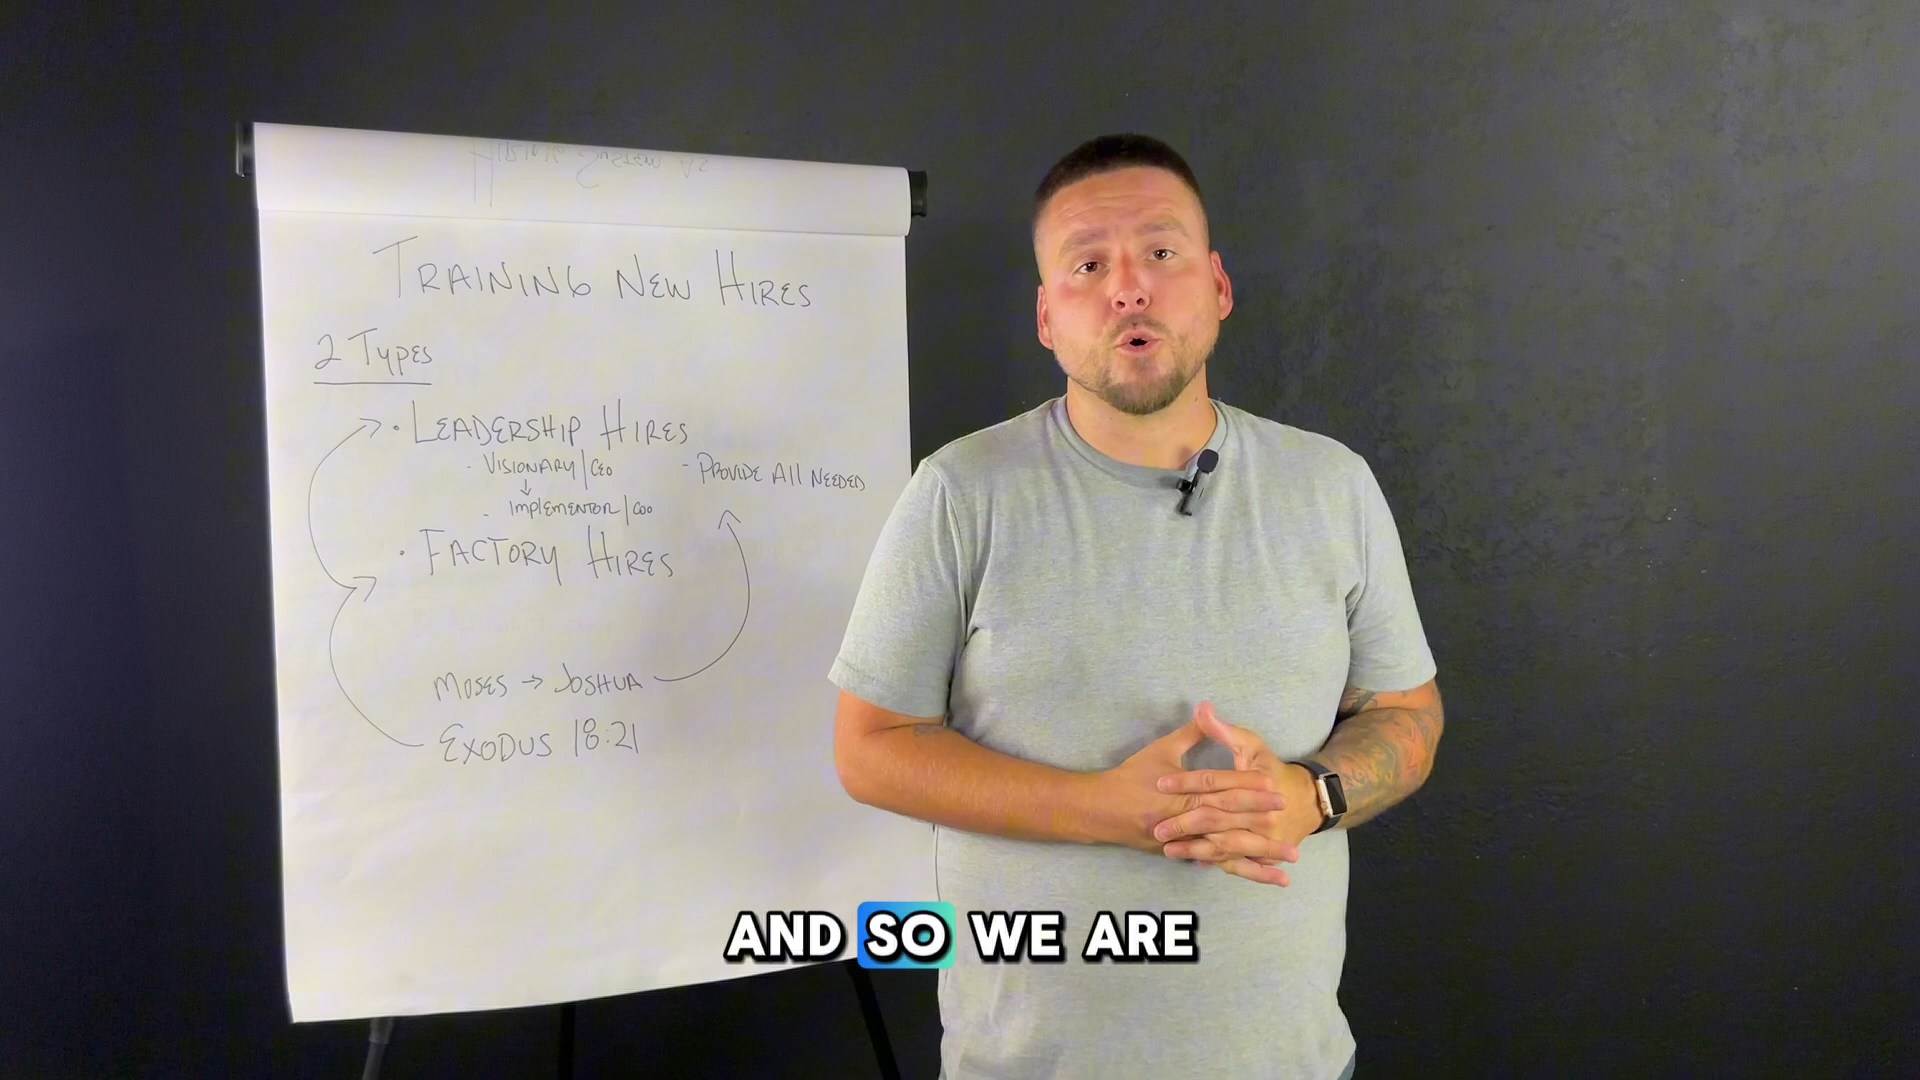 TRAINING NEW HIRES
2 TYPES
· LEADERSHIP HIRES
- VISIONARY/CEO
- PROVIDE ALL NEEDED
- IMPLEMENTOR/COO
· FACTORY HIRES
MOSES → JOSHUA
EXODUS 18:21
AND SO WE ARE